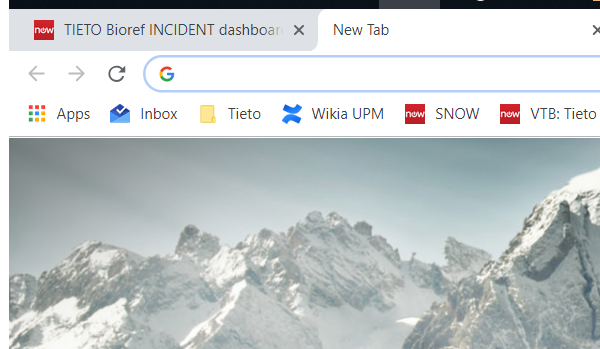 now TIETO Bioref INCIDENT dashboar New Tab
G
Apps Inbox Tieto Wikia UPM now SNOW now VTB: Tieto